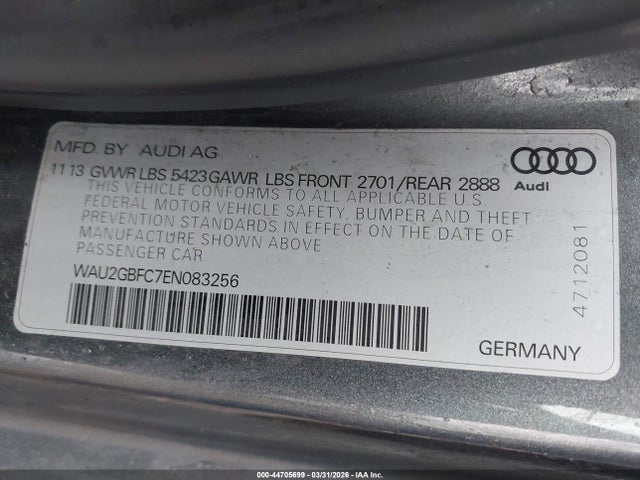 MFD. BY AUDI AG
11 13 GVWR LBS 5423 GAWR LBS FRONT 2701/REAR 2888
THIS VEHICLE CONFORMS TO ALL APPLICABLE U.S.
FEDERAL MOTOR VEHICLE SAFETY, BUMPER AND THEFT
PREVENTION STANDARDS IN EFFECT ON THE DATE OF
MANUFACTURE SHOWN ABOVE
PASSENGER CAR
WAU2GBFC7EN083256
Audi
4712081
GERMANY
000-44705699 - 03/31/2026 - IAA Inc.